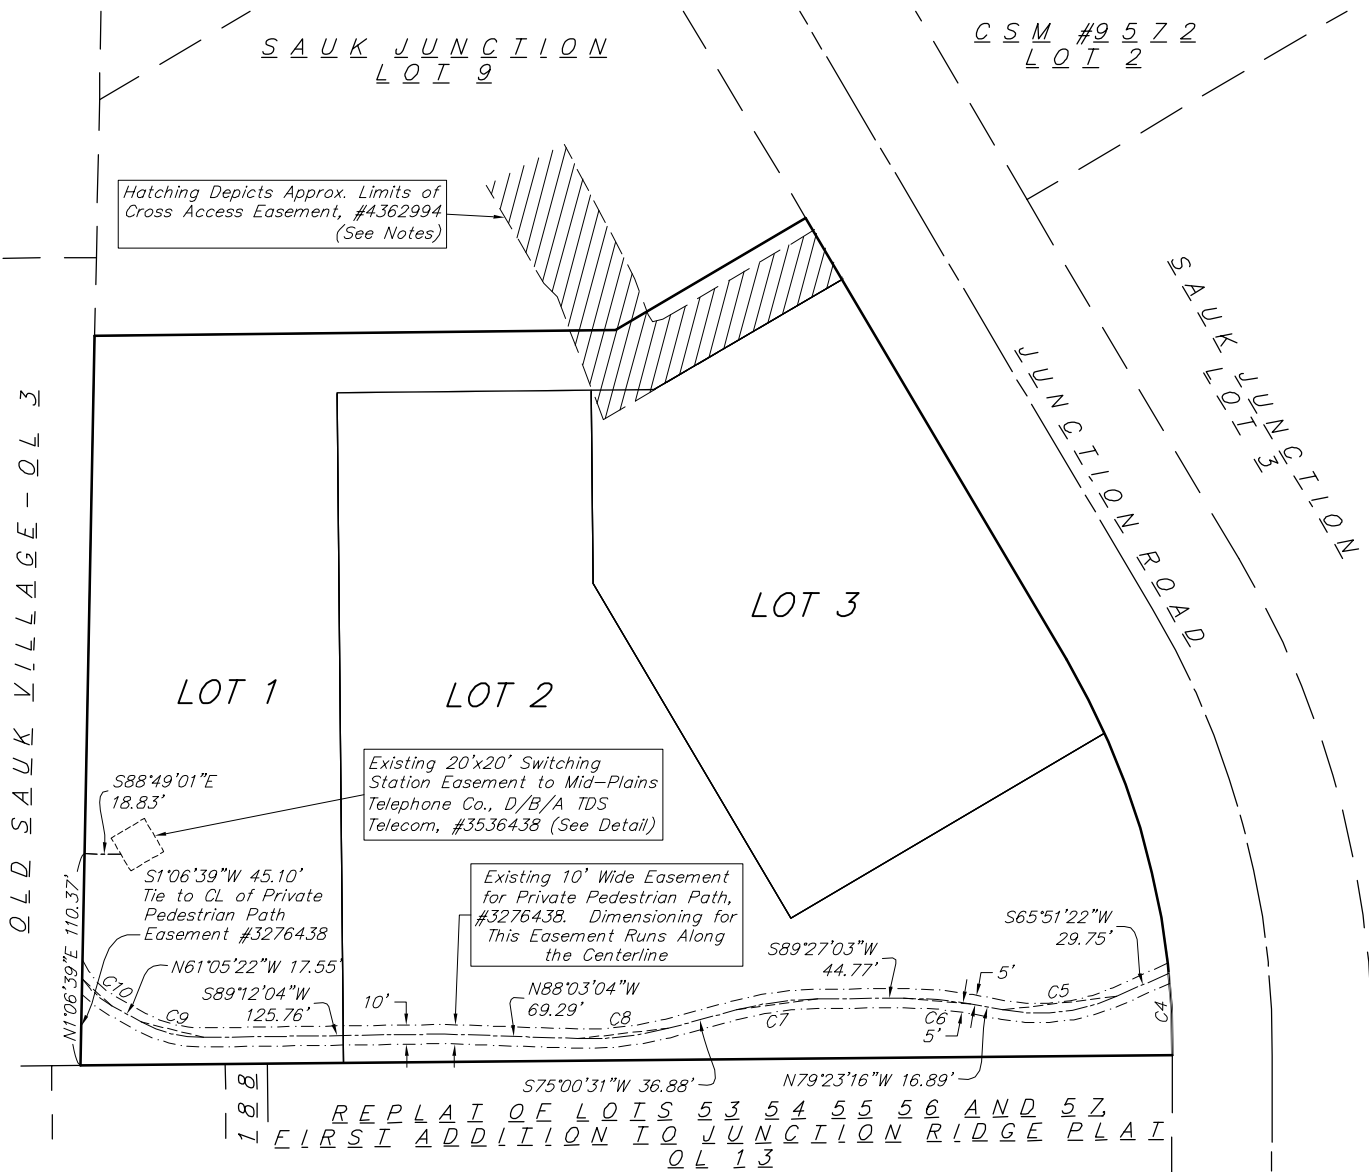 SAUK JUNCTION
LOT 9
CSM #9572
LOT 2
Hatching Depicts Approx. Limits of
Cross Access Easement, #4362994
(See Notes)
SAUK JUNCTION
LOT 3
JUNCTION ROAD
OLD SAUK VILLAGE - OL 3
LOT 3
LOT 1
LOT 2
Existing 20'x20' Switching
Station Easement to Mid-Plains
Telephone Co., D/B/A TDS
Telecom, #3536438 (See Detail)
S88°49'01"E
18.83'
S1°06'39"W 45.10'
Tie to CL of Private
Pedestrian Path
Easement #3276438
N1°06'39"E 110.37'
Existing 10' Wide Easement
for Private Pedestrian Path,
#3276438. Dimensioning for
This Easement Runs Along
the Centerline
S65°51'22"W
29.75'
S89°27'03"W
44.77'
5'
N61°05'22"W 17.55'
C10
S89°12'04"W
125.76'
10'
N88°03'04"W
69.29'
C9
C8
C7
C6
5'
C5
C4
S75°00'31"W 36.88'
N79°23'16"W 16.89'
188
REPLAT OF LOTS 53 54 55 56 AND 57,
FIRST ADDITION TO JUNCTION RIDGE PLAT
OL 13